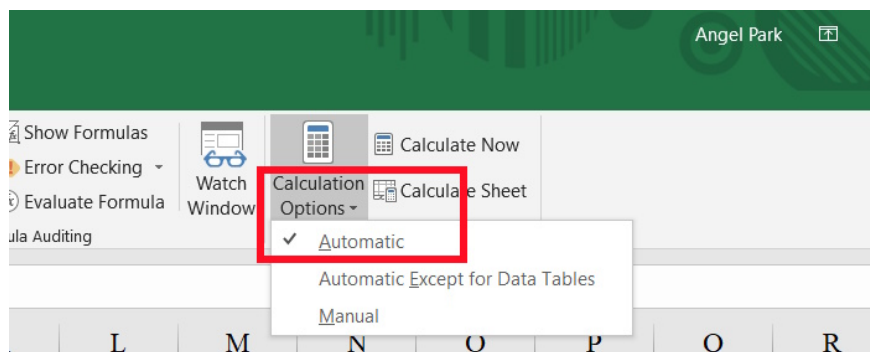 Angel Park
Show Formulas
Error Checking
Evaluate Formula
Watch
Window
Calculation
Options
Calculate Now
Calculate Sheet
Auditing
Automatic
Automatic Except for Data Tables
Manual
L M N O P Q R